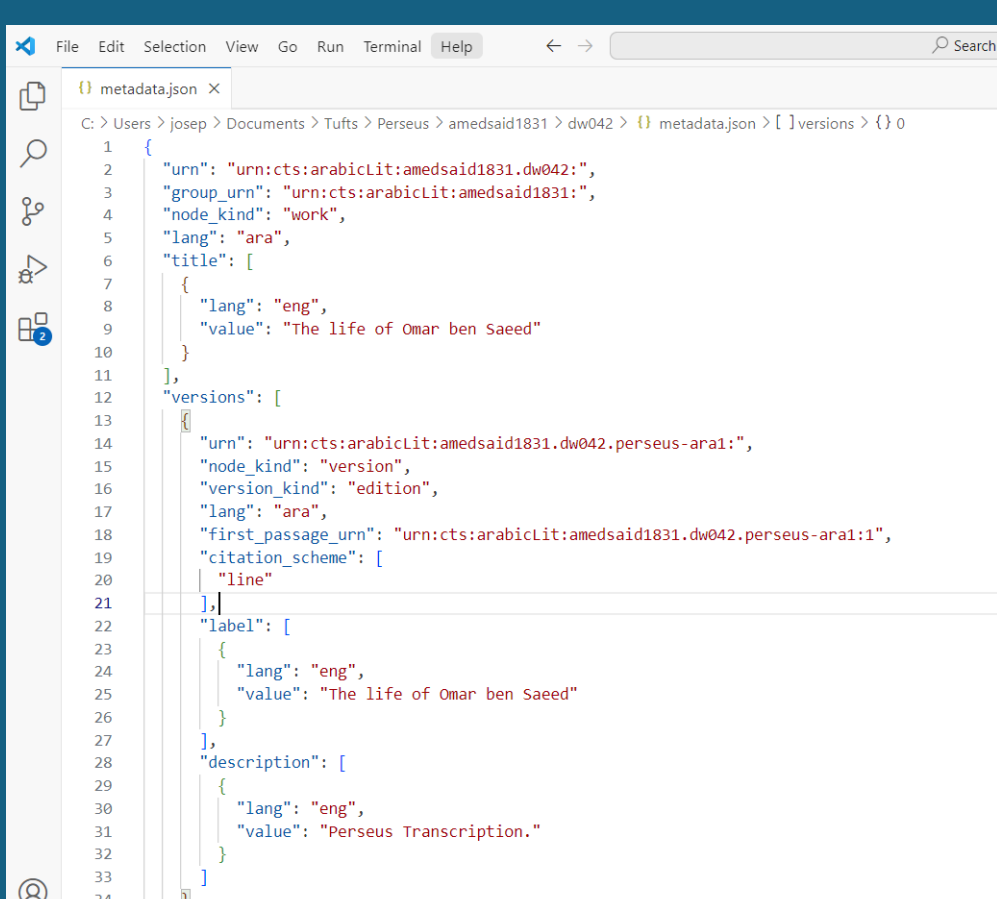 File Edit Selection View Go Run Terminal Help Search
{} metadata.json
C: > Users > josep > Documents > Tufts > Perseus > amedsaid1831 > dw042 > {} metadata.json > [ ] versions > {} 0
1 {
2 "urn": "urn:cts:arabicLit:amedsaid1831.dw042:",
3 "group_urn": "urn:cts:arabicLit:amedsaid1831:",
4 "node_kind": "work",
5 "lang": "ara",
6 "title": [
7 {
8 "lang": "eng",
9 "value": "The life of Omar ben Saeed"
10 }
11 ],
12 "versions": [
13 {
14 "urn": "urn:cts:arabicLit:amedsaid1831.dw042.perseus-ara1:",
15 "node_kind": "version",
16 "version_kind": "edition",
17 "lang": "ara",
18 "first_passage_urn": "urn:cts:arabicLit:amedsaid1831.dw042.perseus-ara1:1",
19 "citation_scheme": [
20 "line"
21 ],
22 "label": [
23 {
24 "lang": "eng",
25 "value": "The life of Omar ben Saeed"
26 }
27 ],
28 "description": [
29 {
30 "lang": "eng",
31 "value": "Perseus Transcription."
32 }
33 ]
34 }
2